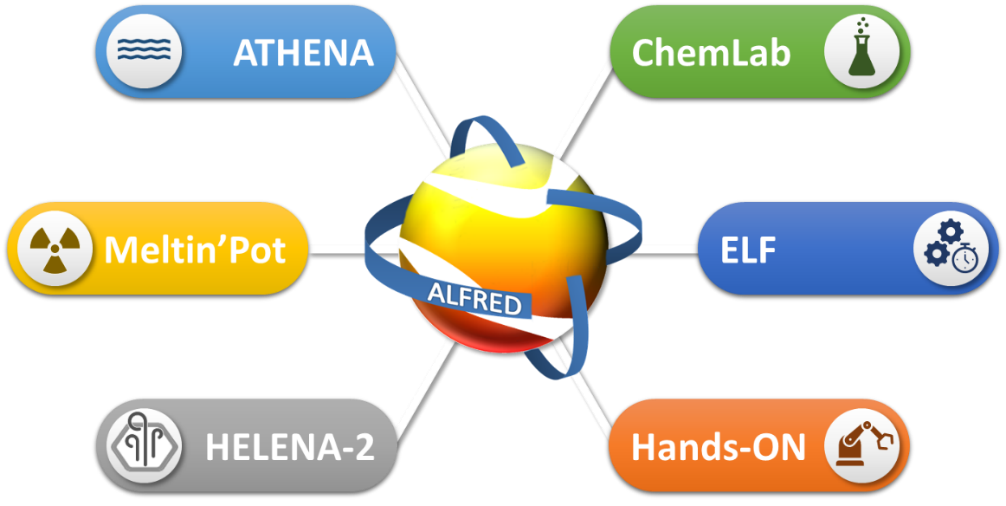 ATHENA
ChemLab
Meltin'Pot
ELF
ALFRED
HELENA-2
Hands-ON